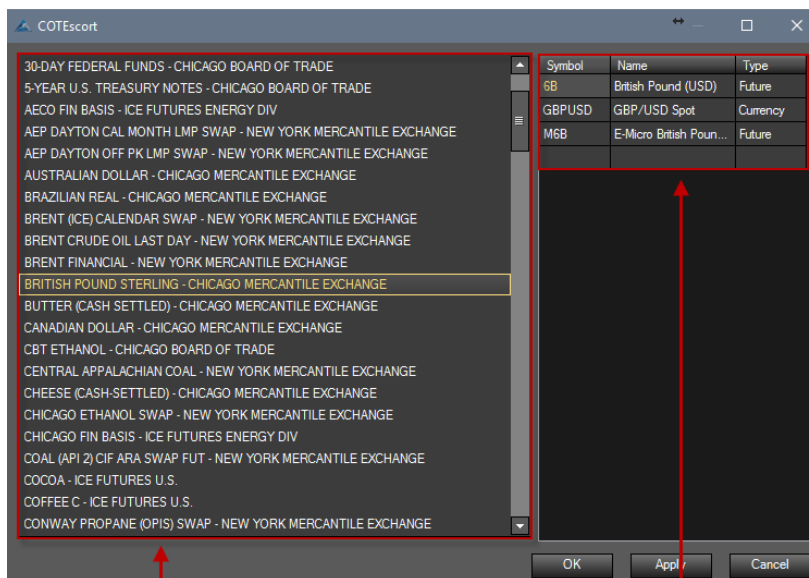 COTEscort
30-DAY FEDERAL FUNDS - CHICAGO BOARD OF TRADE
5-YEAR U.S. TREASURY NOTES - CHICAGO BOARD OF TRADE
AECO FIN BASIS - ICE FUTURES ENERGY DIV
AEP DAYTON CAL MONTH LMP SWAP - NEW YORK MERCANTILE EXCHANGE
AEP DAYTON OFF PK LMP SWAP - NEW YORK MERCANTILE EXCHANGE
AUSTRALIAN DOLLAR - CHICAGO MERCANTILE EXCHANGE
BRAZILIAN REAL - CHICAGO MERCANTILE EXCHANGE
BRENT (ICE) CALENDAR SWAP - NEW YORK MERCANTILE EXCHANGE
BRENT CRUDE OIL LAST DAY - NEW YORK MERCANTILE EXCHANGE
BRENT FINANCIAL - NEW YORK MERCANTILE EXCHANGE
BRITISH POUND STERLING - CHICAGO MERCANTILE EXCHANGE
BUTTER (CASH SETTLED) - CHICAGO MERCANTILE EXCHANGE
CANADIAN DOLLAR - CHICAGO MERCANTILE EXCHANGE
CBT ETHANOL - CHICAGO BOARD OF TRADE
CENTRAL APPALACHIAN COAL - NEW YORK MERCANTILE EXCHANGE
CHEESE (CASH-SETTLED) - CHICAGO MERCANTILE EXCHANGE
CHICAGO ETHANOL SWAP - NEW YORK MERCANTILE EXCHANGE
CHICAGO FIN BASIS - ICE FUTURES ENERGY DIV
COAL (API 2) CIF ARA SWAP FUT - NEW YORK MERCANTILE EXCHANGE
COCOA - ICE FUTURES U.S.
COFFEE C - ICE FUTURES U.S.
CONWAY PROPANE (OPIS) SWAP - NEW YORK MERCANTILE EXCHANGE
Symbol Name Type
6B British Pound (USD) Future
GBPUSD GBP/USD Spot Currency
M6B E-Micro British Poun... Future
OK Apply Cancel